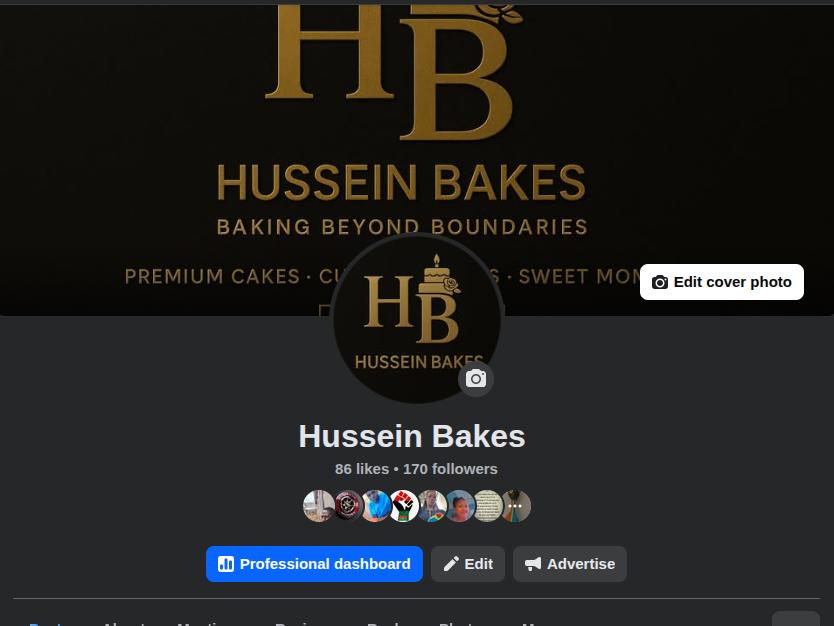 HB
HUSSEIN BAKES
BAKING BEYOND BOUNDARIES
PREMIUM CAKES · · SWEET
Edit cover photo
HB
HUSSEIN BAKES
Hussein Bakes
86 likes • 170 followers
Professional dashboard
Edit
Advertise